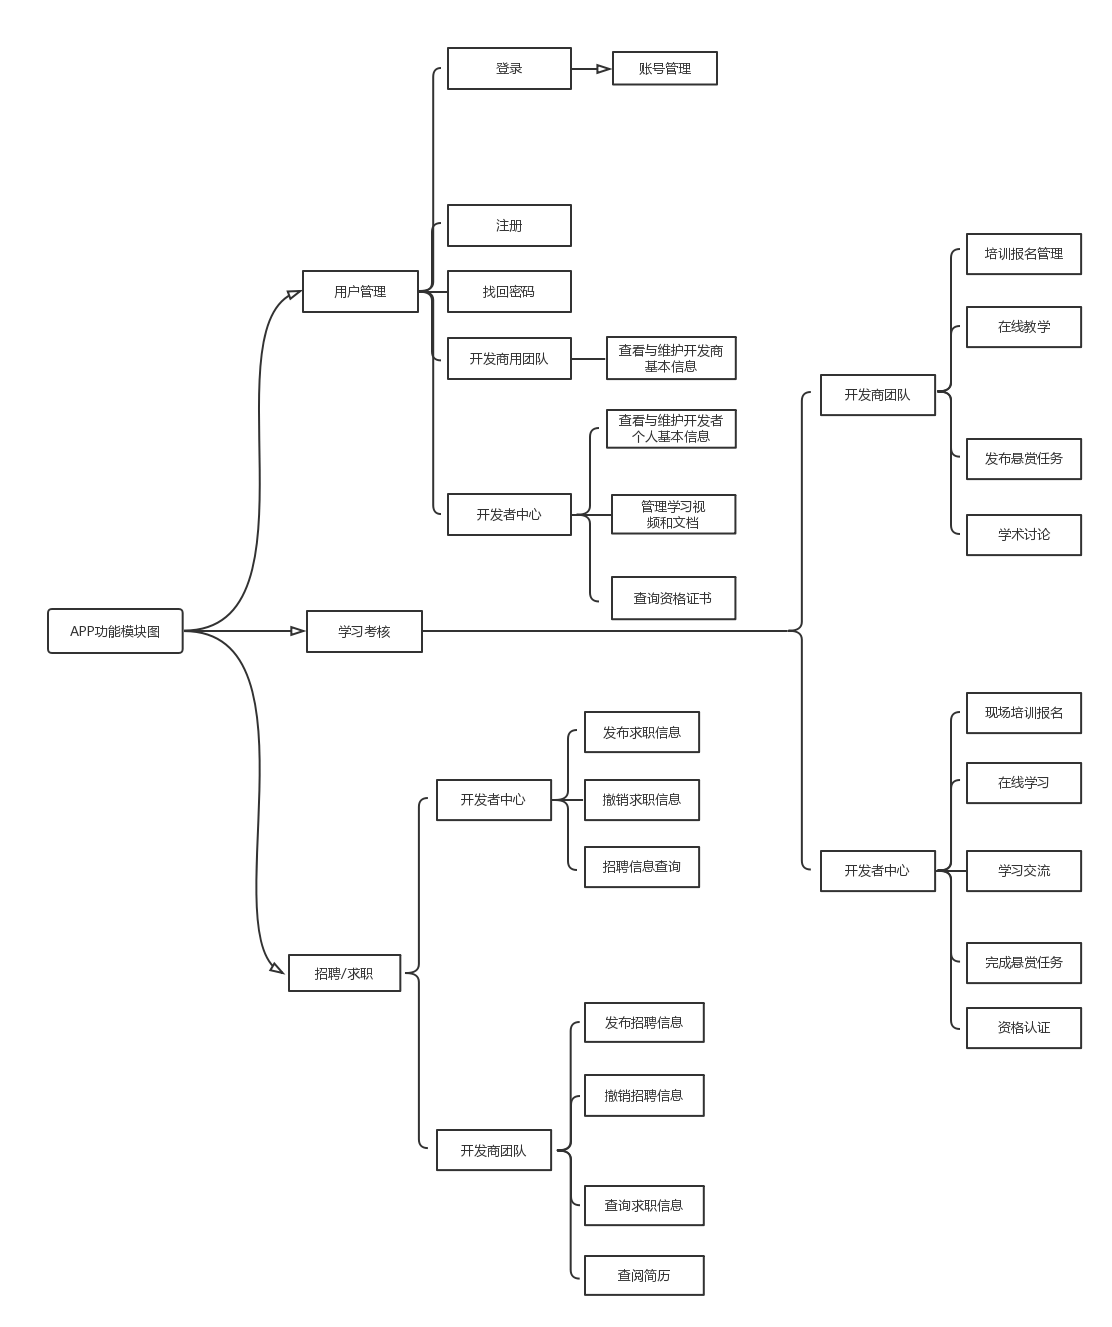 APP功能模块图
用户管理
登录
账号管理
注册
找回密码
开发商用团队
查看与维护开发商
基本信息
开发者中心
查看与维护开发者
个人基本信息
管理学习视
频和文档
查询资格证书
学习考核
开发商团队
培训报名管理
在线教学
发布悬赏任务
学术讨论
开发者中心
现场培训报名
在线学习
学习交流
完成悬赏任务
资格认证
招聘/求职
开发者中心
发布求职信息
撤销求职信息
招聘信息查询
开发商团队
发布招聘信息
撤销招聘信息
查询求职信息
查阅简历